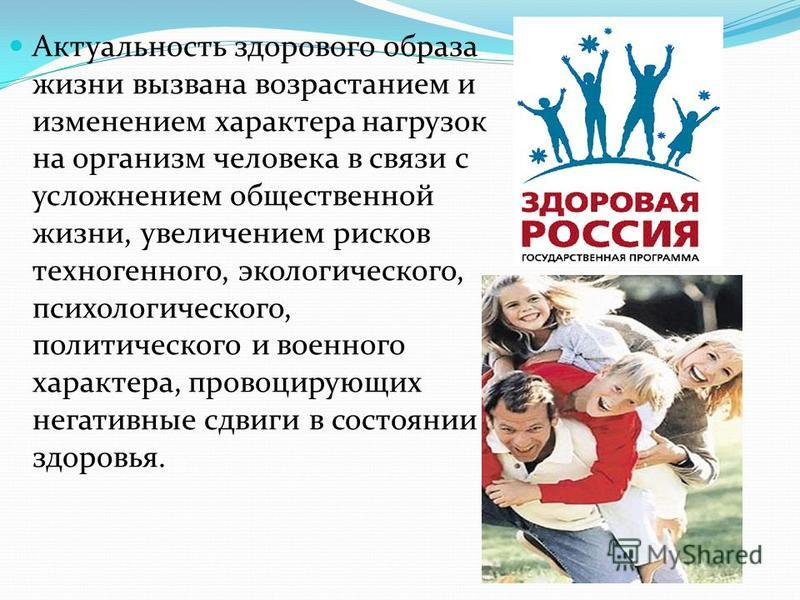 Актуальность здорового образа
жизни вызвана возрастанием и
изменением характера нагрузок
на организм человека в связи с
усложнением общественной
жизни, увеличением рисков
техногенного, экологического,
психологического,
политического и военного
характера, провоцирующих
негативные сдвиги в состоянии
здоровья.
ЗДОРОВАЯ
РОССИЯ
ГОСУДАРСТВЕННАЯ ПРОГРАММА
MyShared